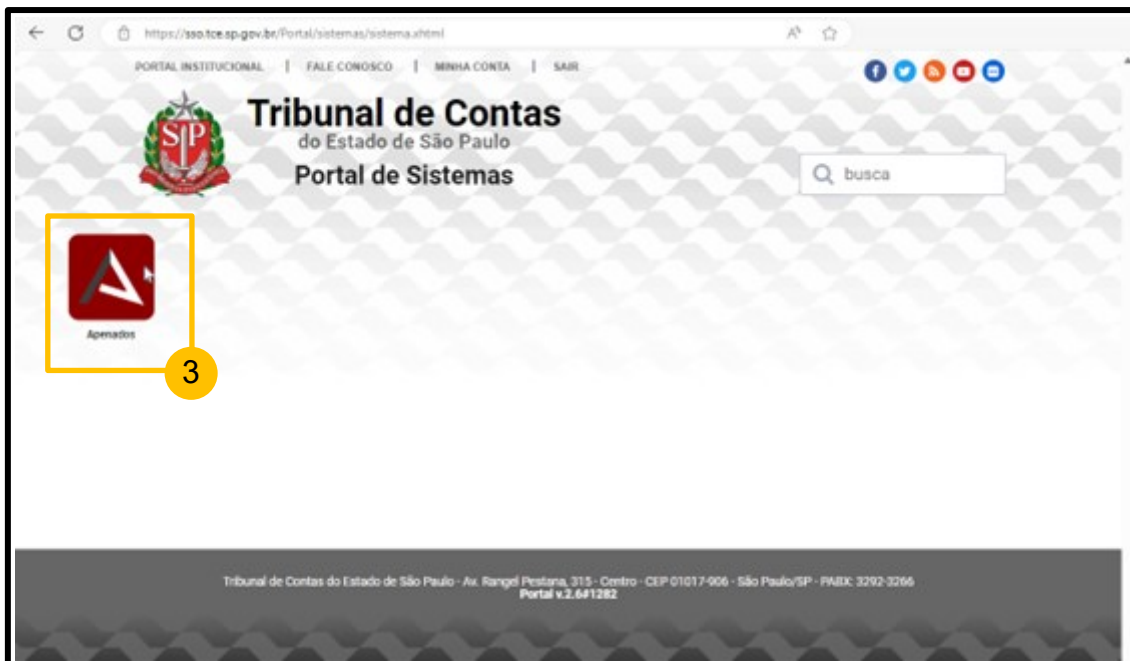 https://sso.tce.sp.gov.br/Portal/sistemas/sistema.xhtml
PORTAL INSTITUCIONAL | FALE CONOSCO | MINHA CONTA | SAIR
Tribunal de Contas
do Estado de São Paulo
Portal de Sistemas
SP
busca
Apenados
3
Tribunal de Contas do Estado de São Paulo - Av. Rangel Pestana, 315 - Centro - CEP 01017-906 - São Paulo/SP - PABX: 3292-3266
Portal v.2.6#1282